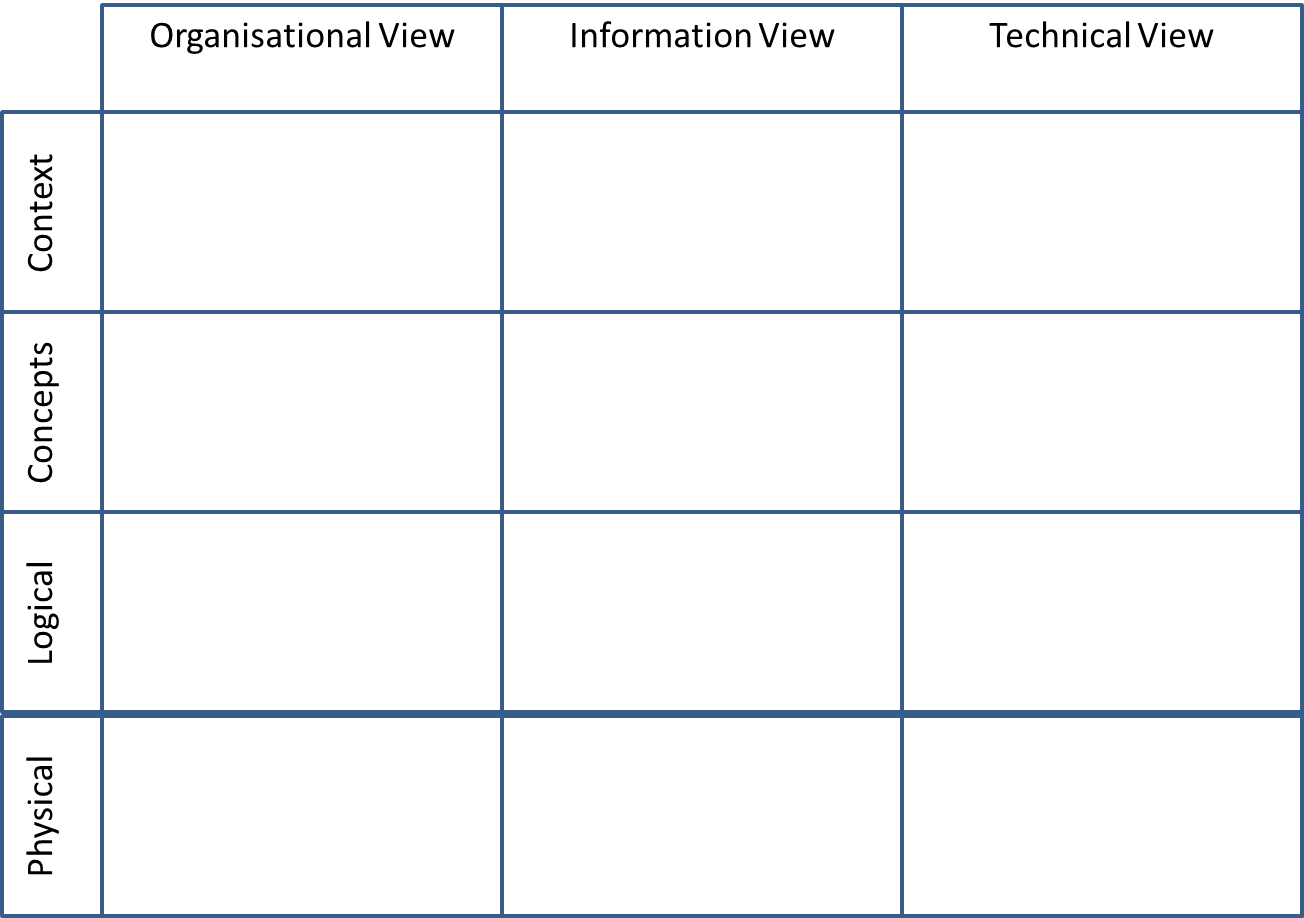 Organisational View
Information View
Technical View
Context
Concepts
Logical
Physical